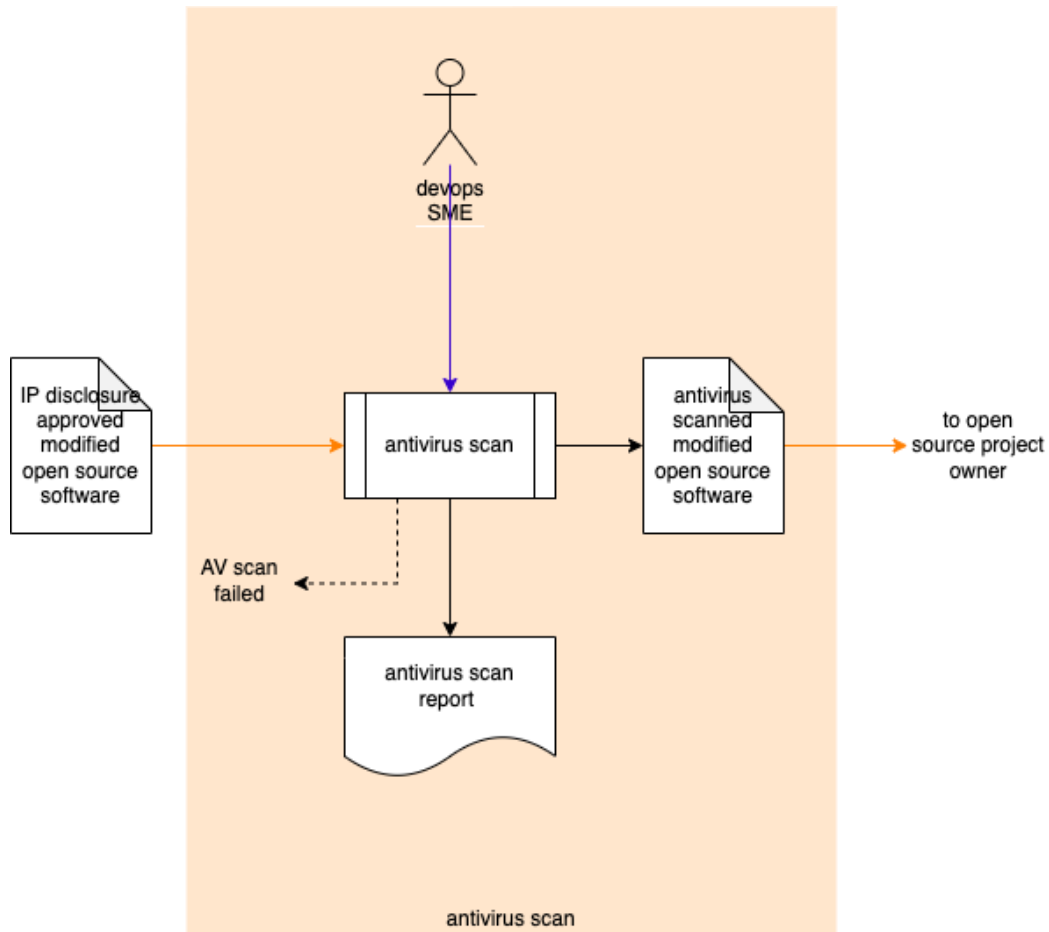 devops
SME
IP disclosure
approved
modified
open source
software
antivirus scan
antivirus
scanned
modified
open source
software
to open
source project
owner
AV scan
failed
antivirus scan
report
antivirus scan